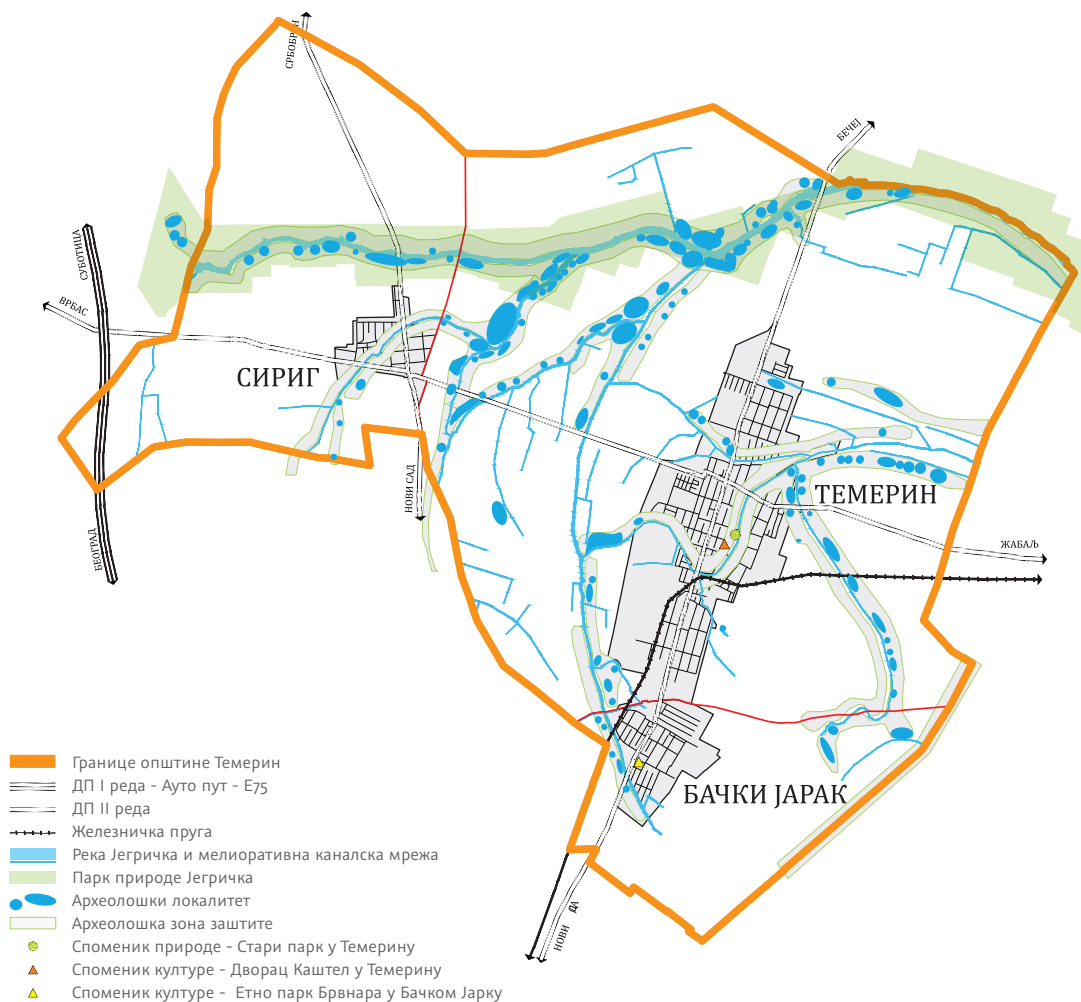 СРБОБРАН
БЕЧЕЈ
СУБОТИЦА
ВРБАС
СИРИГ
НОВИ САД
ТЕМЕРИН
БЕОГРАД
ЖАБАЉ
БАЧКИ ЈАРАК
НОВИ
Границе општине Темерин
ДП I реда - Ауто пут - Е75
ДП II реда
Железничка пруга
Река Јегричка и мелиоративна каналска мрежа
Парк природе Јегричка
Археолошки локалитет
Археолошка зона заштите
Споменик природе - Стари парк у Темерину
Споменик културе - Дворац Каштел у Темерину
Споменик културе - Етно парк Брвнара у Бачком Јарку